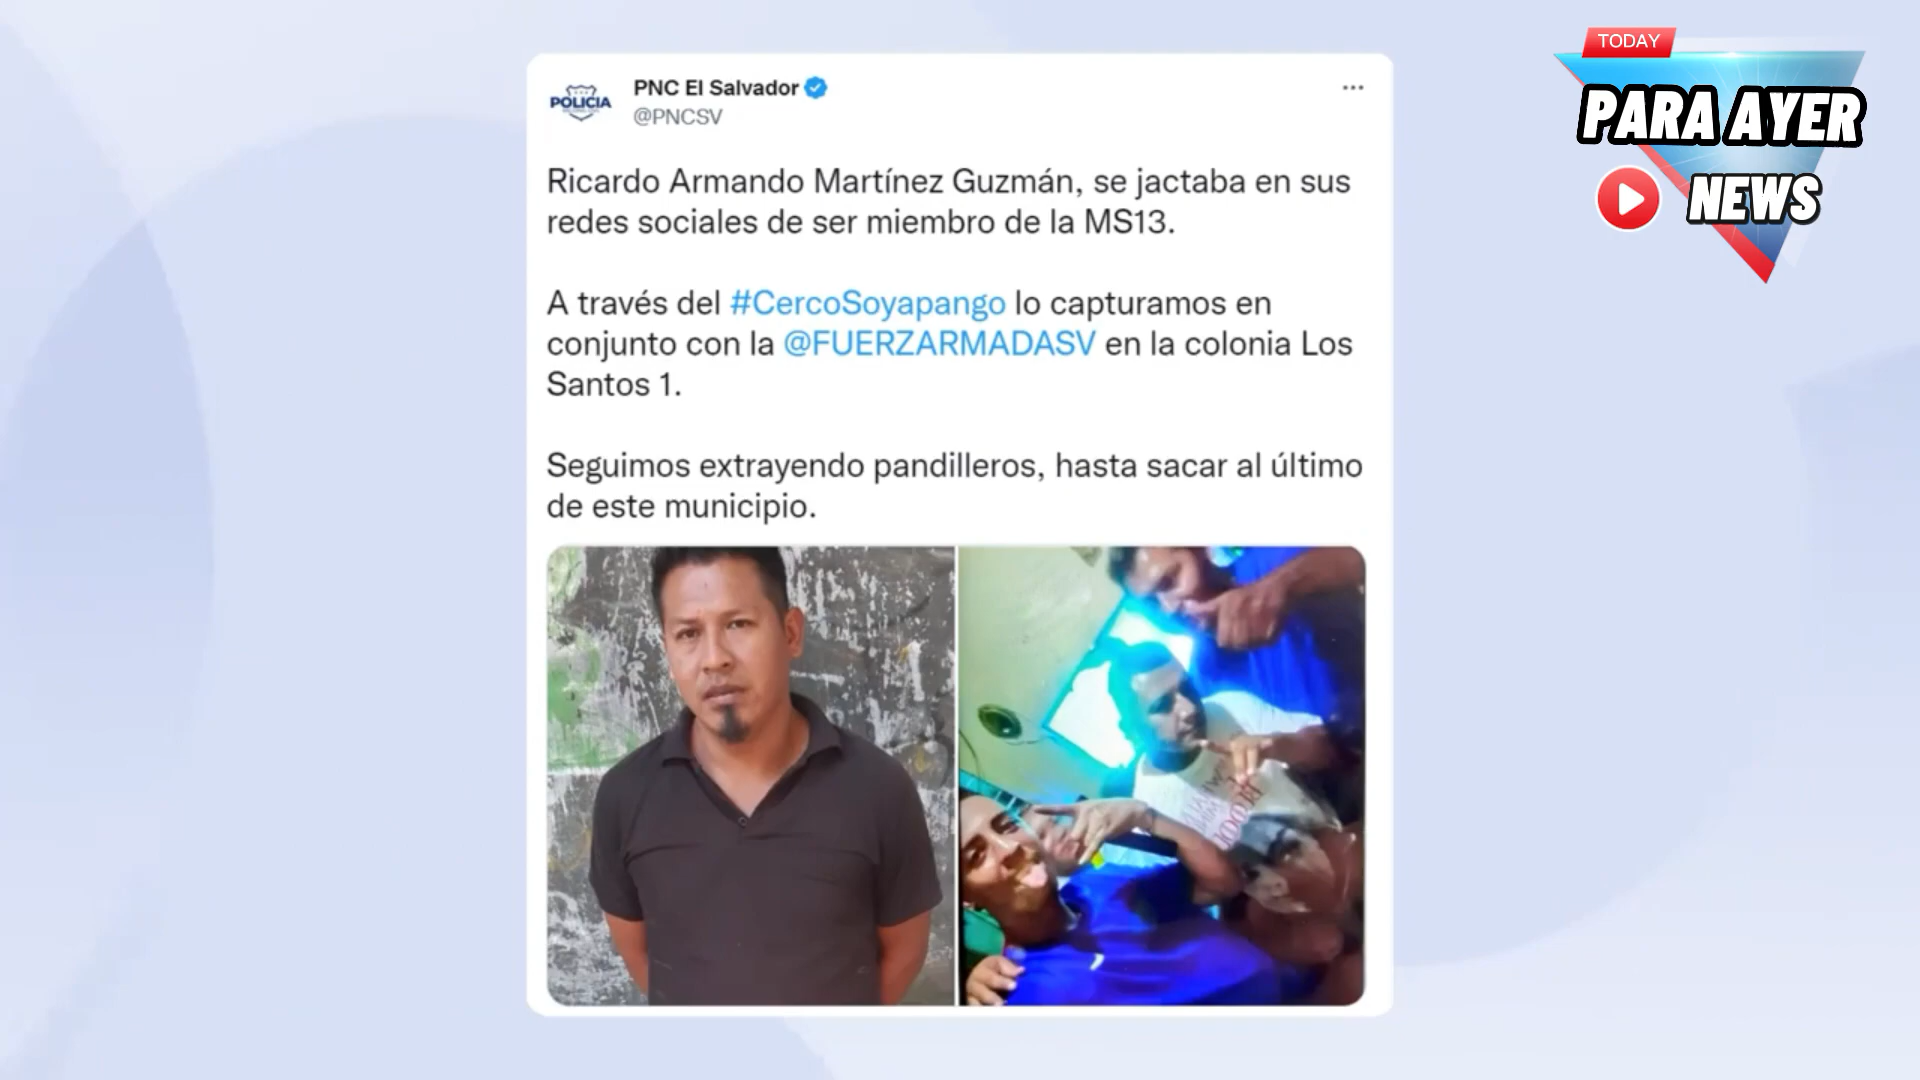 TODAY
PARA AYER
NEWS
POLICIA
PNC El Salvador
@PNCSV
Ricardo Armando Martínez Guzmán, se jactaba en sus
redes sociales de ser miembro de la MS13.
A través del #CercoSoyapango lo capturamos en
conjunto con la @FUERZARMADASV en la colonia Los
Santos 1.
Seguimos extrayendo pandilleros, hasta sacar al último
de este municipio.